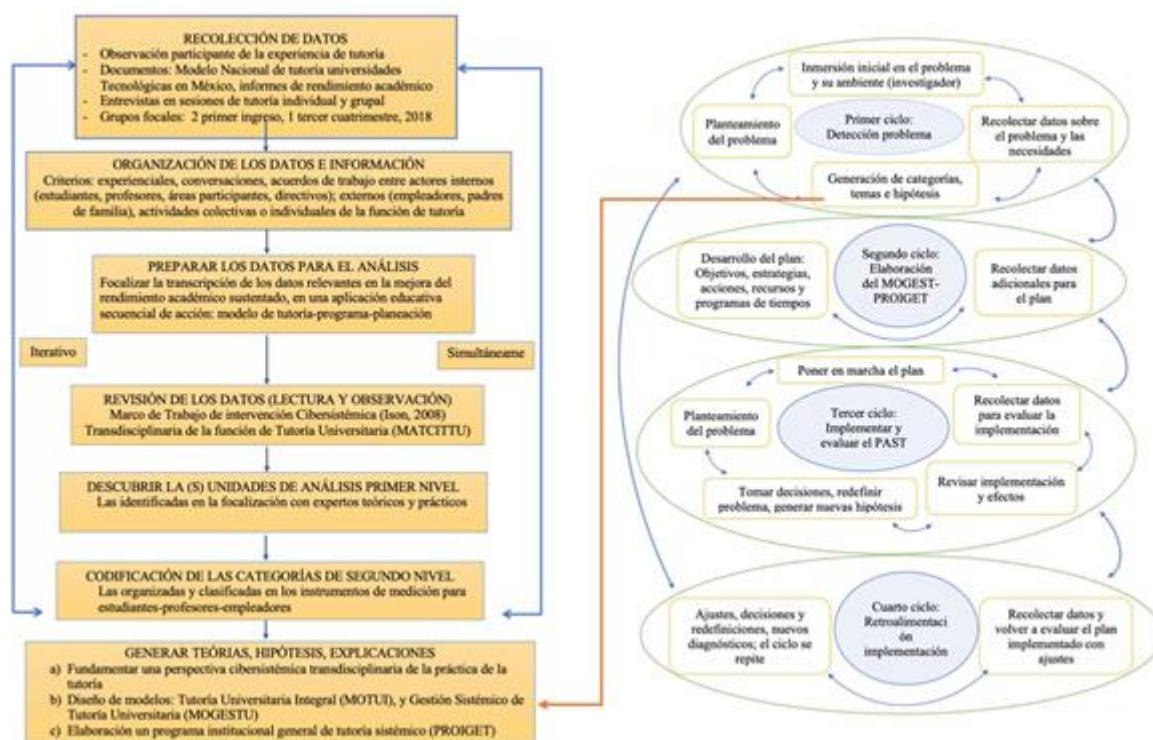 RECOLECCIÓN DE DATOS
- Observación participante de la experiencia de tutoría
- Documentos: Modelo Nacional de tutoría universidades
Tecnológicas en México, informes de rendimiento académico
- Entrevistas en sesiones de tutoría individual y grupal
- Grupos focales: 2 primer ingreso, 1 tercer cuatrimestre, 2018
ORGANIZACIÓN DE LOS DATOS E INFORMACIÓN
Criterios: experienciales, conversaciones, acuerdos de trabajo entre actores internos
(estudiantes, profesores, áreas participantes, directivos); externos (empleadores, padres
de familia), actividades colectivas o individuales de la función de tutoría
PREPARAR LOS DATOS PARA EL ANÁLISIS
Focalizar la transcripción de los datos relevantes en la mejora del
rendimiento académico sustentado, en una aplicación educativa
secuencial de acción: modelo de tutoría-programa-planeación
Iterativo
Simultáneame
REVISIÓN DE LOS DATOS (LECTURA Y OBSERVACIÓN)
Marco de Trabajo de intervención Cibersistémica (Ison, 2008)
Transdisciplinaria de la función de Tutoría Universitaria (MATCITTU)
DESCUBRIR LA (S) UNIDADES DE ANÁLISIS PRIMER NIVEL
Las identificadas en la focalización con expertos teóricos y prácticos
CODIFICACIÓN DE LAS CATEGORÍAS DE SEGUNDO NIVEL
Las organizadas y clasificadas en los instrumentos de medición para
estudiantes-profesores-empleadores
GENERAR TEÓRIAS, HIPÓTESIS, EXPLICACIONES
a) Fundamentar una perspectiva cibersistémica transdisciplinaria de la práctica de la
tutoría
b) Diseño de modelos: Tutoría Universitaria Integral (MOTUI), y Gestión Sistémico de
Tutoría Universitaria (MOGESTU)
c) Elaboración un programa institucional general de tutoría sistémico (PROIGET)
Inmersión inicial en el problema
y su ambiente (investigador)
Planteamiento
del problema
Primer ciclo:
Detección problema
Recolectar datos sobre
el problema y las
necesidades
Generación de categorías,
temas e hipótesis
Desarrollo del plan:
Objetivos, estrategias,
acciones, recursos y
programas de tiempos
Segundo ciclo:
Elaboración
del MOGEST-
PROIGET
Recolectar datos
adicionales para
el plan
Poner en marcha el plan
Planteamiento
del problema
Tercer ciclo:
Implementar y
evaluar el PAST
Recolectar datos
para evaluar la
implementación
Tomar decisiones, redefinir
problema, generar nuevas hipótesis
Revisar implementación
y efectos
Ajustes, decisiones y
redefiniciones, nuevos
diagnósticos; el ciclo se
repite
Cuarto ciclo:
Retroalimentaci
ón
implementación
Recolectar datos y
volver a evaluar el plan
implementado con
ajustes